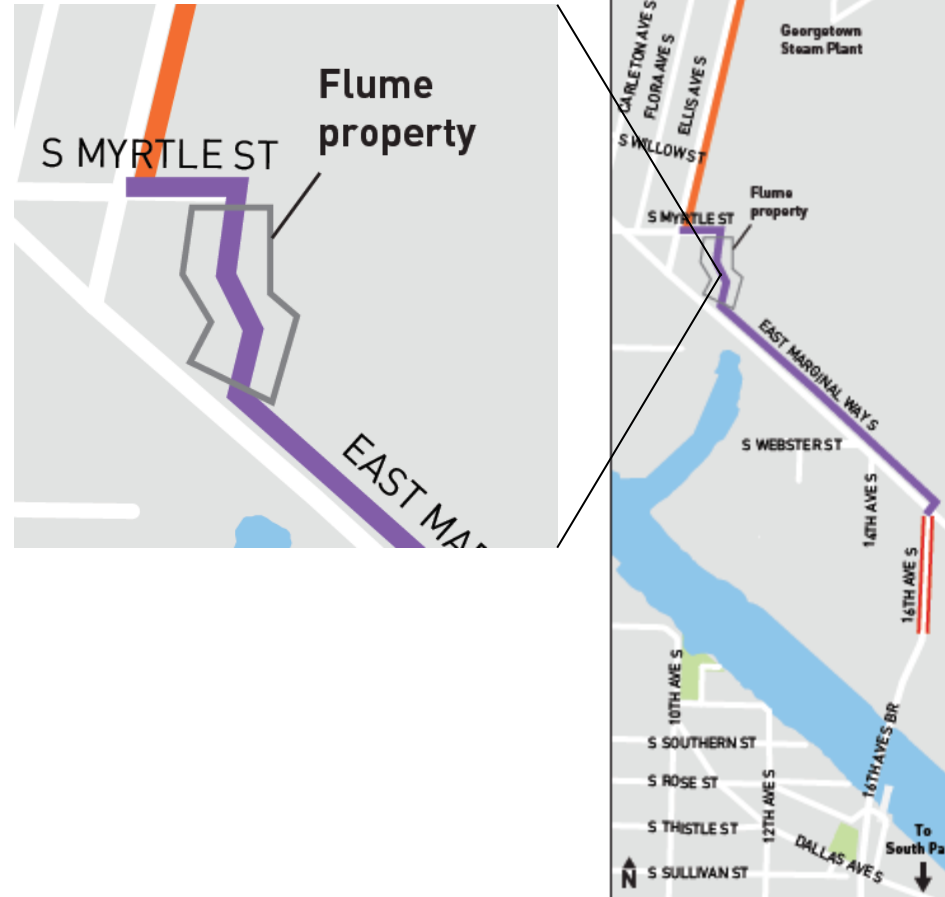 Flume
property
S MYRTLE ST
EAST MAR
CARLETON AVE S
FLORA AVE S
ELLIS AVE S
Georgetown
Steam Plant
S WILLOW ST
Flume
property
S MYRTLE ST
EAST MARGINAL WAY S
S WEBSTER ST
14TH AVE S
16TH AVE S
10TH AVE S
16TH AVE S BR
S SOUTHERN ST
S ROSE ST
12TH AVE S
S THISTLE ST
DALLAS AVE S
To
South Pa
S SULLIVAN ST
N